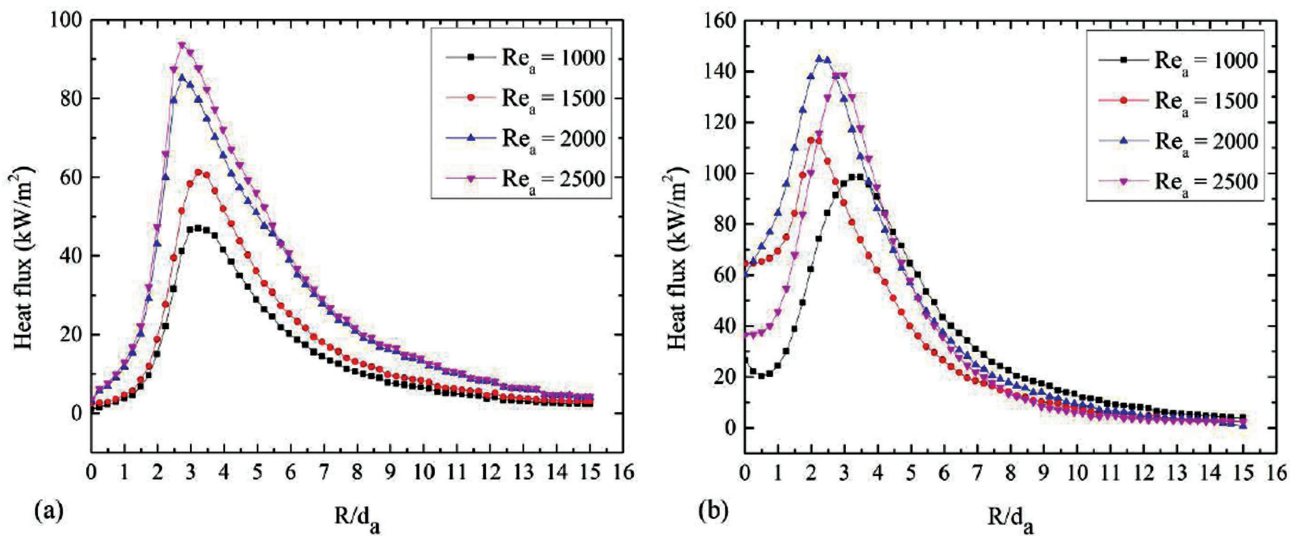 100
80
60
40
20
0
Heat flux (kW/m²)
Reₐ = 1000
Reₐ = 1500
Reₐ = 2000
Reₐ = 2500
0 1 2 3 4 5 6 7 8 9 10 11 12 13 14 15 16
(a)
R/dₐ
160
140
120
100
80
60
40
20
0
Heat flux (kW/m²)
Reₐ = 1000
Reₐ = 1500
Reₐ = 2000
Reₐ = 2500
0 1 2 3 4 5 6 7 8 9 10 11 12 13 14 15 16
(b)
R/dₐ